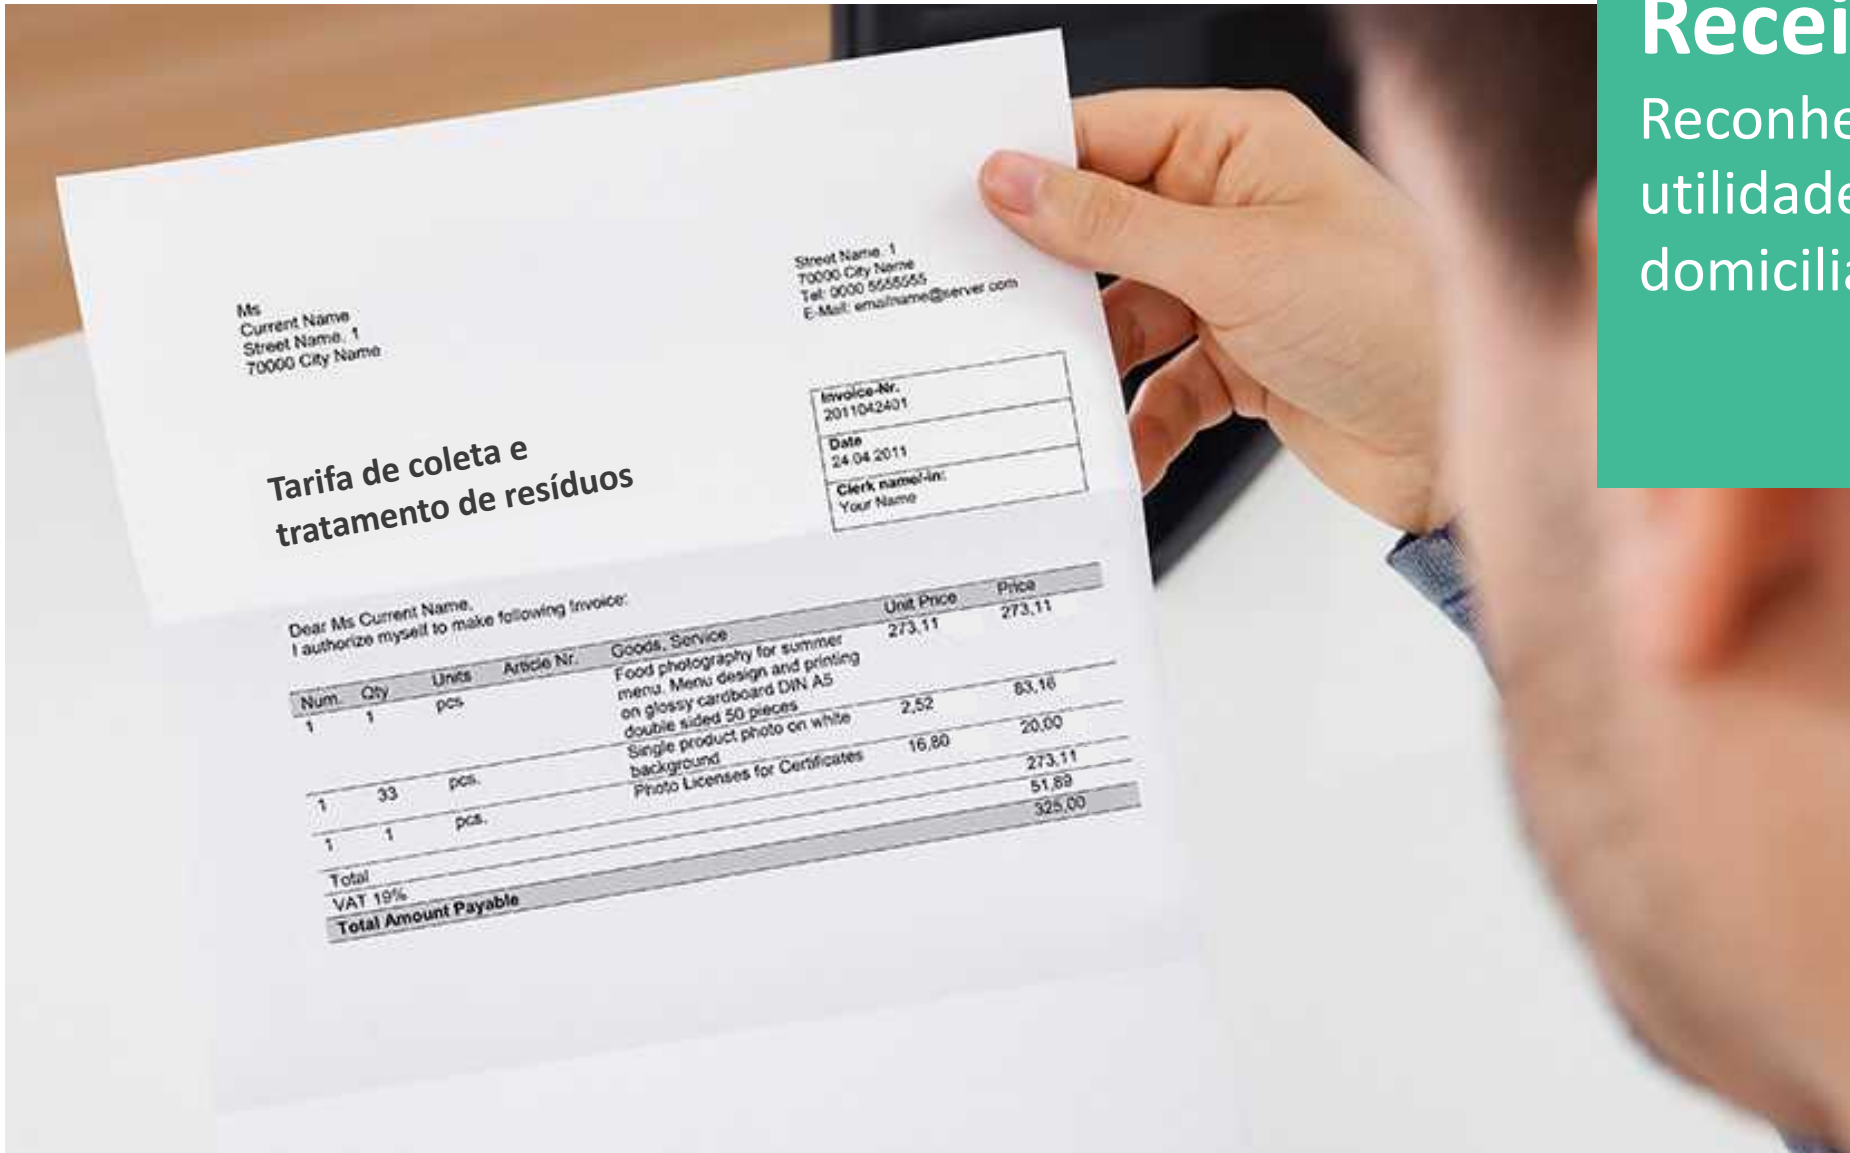 Recei
Reconhe
utilidade
domicilia
Street Name. 1
70000 City Name
Tel: 0000 5555555
E-Mail: emailname@server.com
Ms
Current Name
Street Name, 1
70000 City Name
Invoice-Nr.
2011042401
Date
24.04.2011
Clerk name/-in:
Your Name
Tarifa de coleta e
tratamento de resíduos
Dear Ms Current Name,
I authorize myself to make following Invoice:
Num. Qty Units Article Nr. Goods, Service Unit Price Price
1 1 pcs Food photography for summer 273,11 273,11
menu. Menu design and printing
on glossy cardboard DIN A5
double sided 50 pieces
1 33 pcs. Single product photo on white 2,52 83,16
background
1 1 pcs. Photo Licenses for Certificates 16,80 20,00
Total 273,11
VAT 19% 51,89
Total Amount Payable 325,00